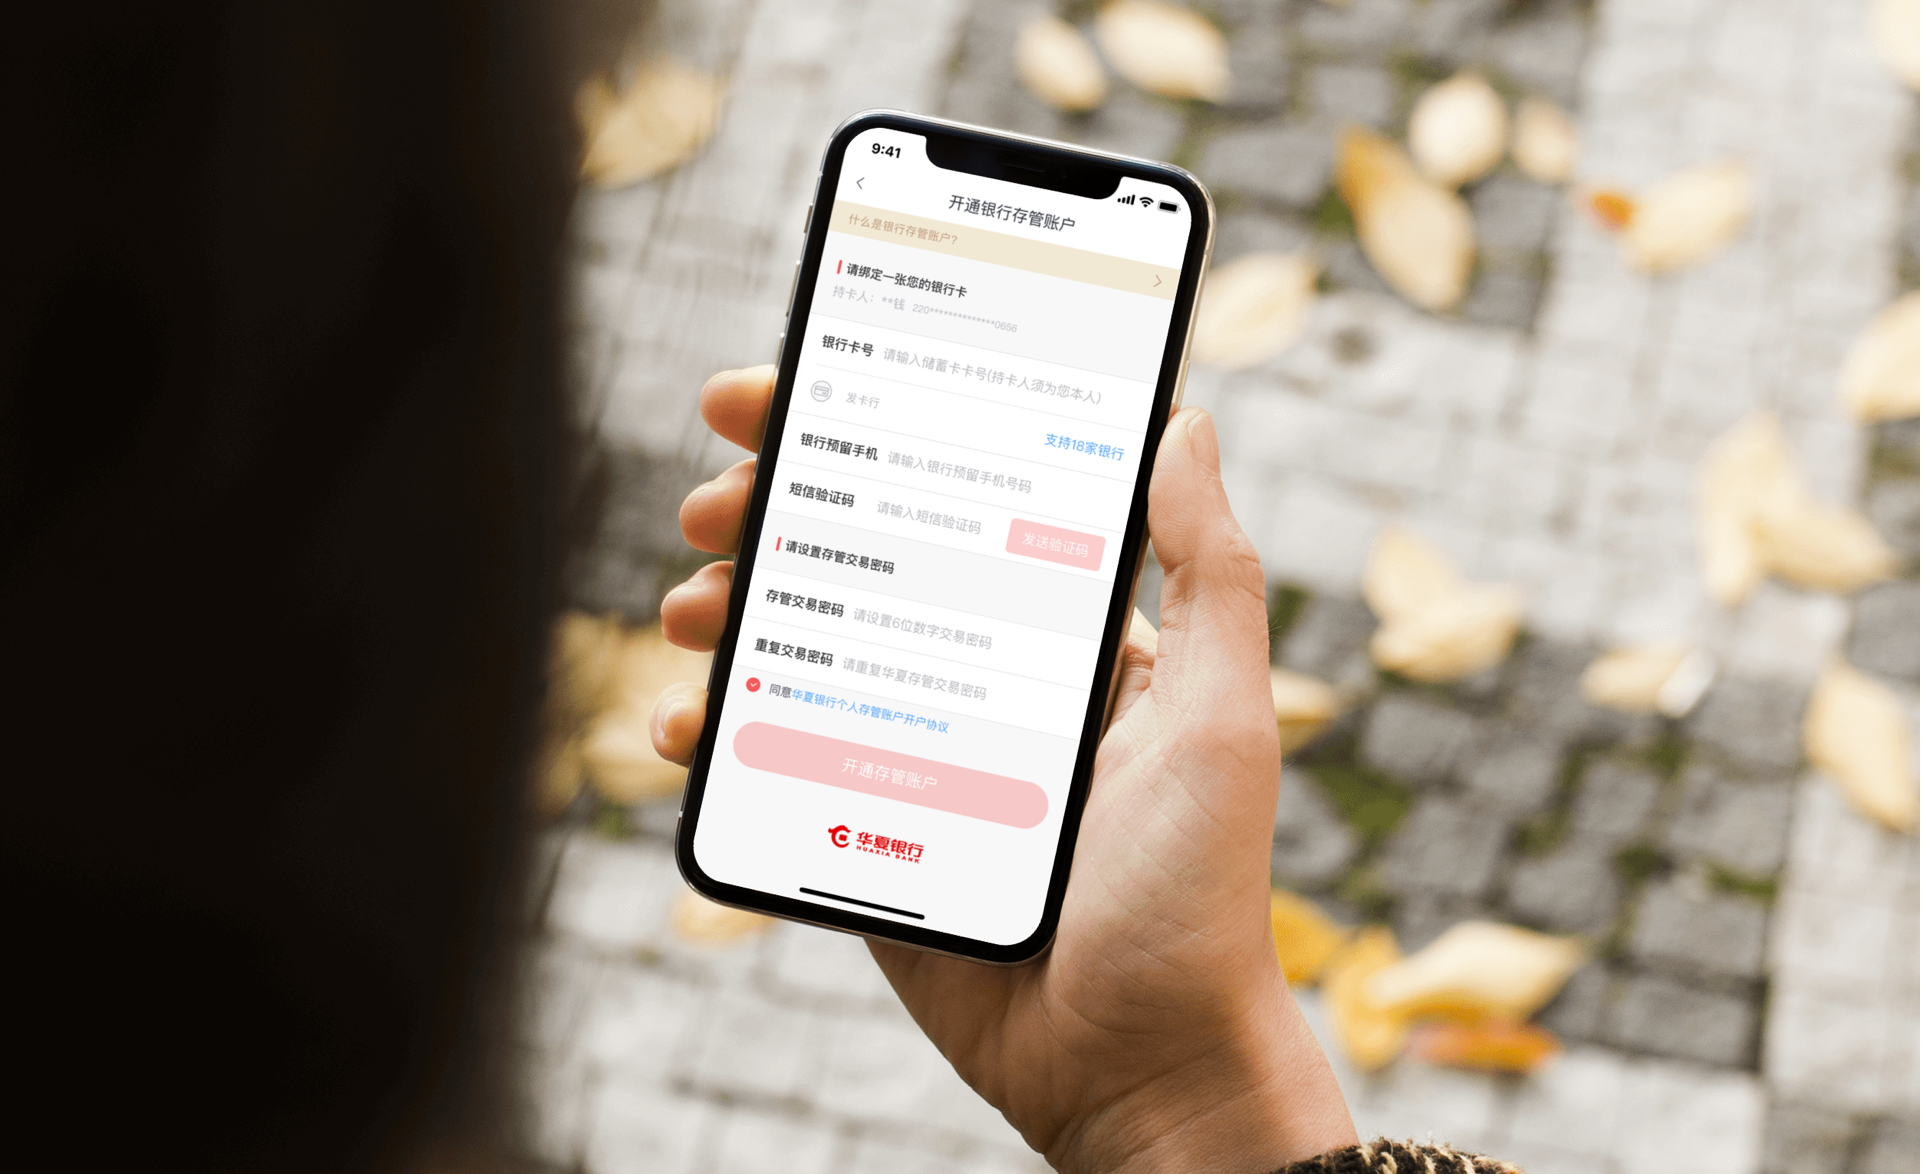 9:41
开通银行存管账户
什么是银行存管账户?
请绑定一张您的银行卡
持卡人: **钱 220**************0656
银行卡号 请输入储蓄卡卡号(持卡人须为您本人)
发卡行
支持18家银行
银行预留手机 请输入银行预留手机号码
短信验证码 请输入短信验证码 发送验证码
请设置存管交易密码
存管交易密码 请设置6位数字交易密码
重复交易密码 请重复华夏存管交易密码
同意华夏银行个人存管账户开户协议
开通存管账户
华夏银行
HUAXIA BANK